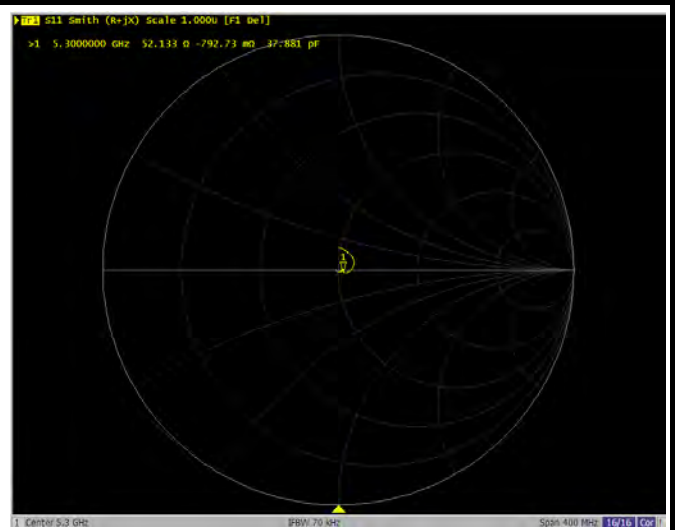 Tr1 S11 Smith (R+jX) Scale 1.000U [F1 Del]
>1 5.3000000 GHz 52.133 Ω -792.73 mΩ 37.881 pF
1
1 Center 5.3 GHz IFBW 70 kHz Span 400 MHz 16/16 Cor !